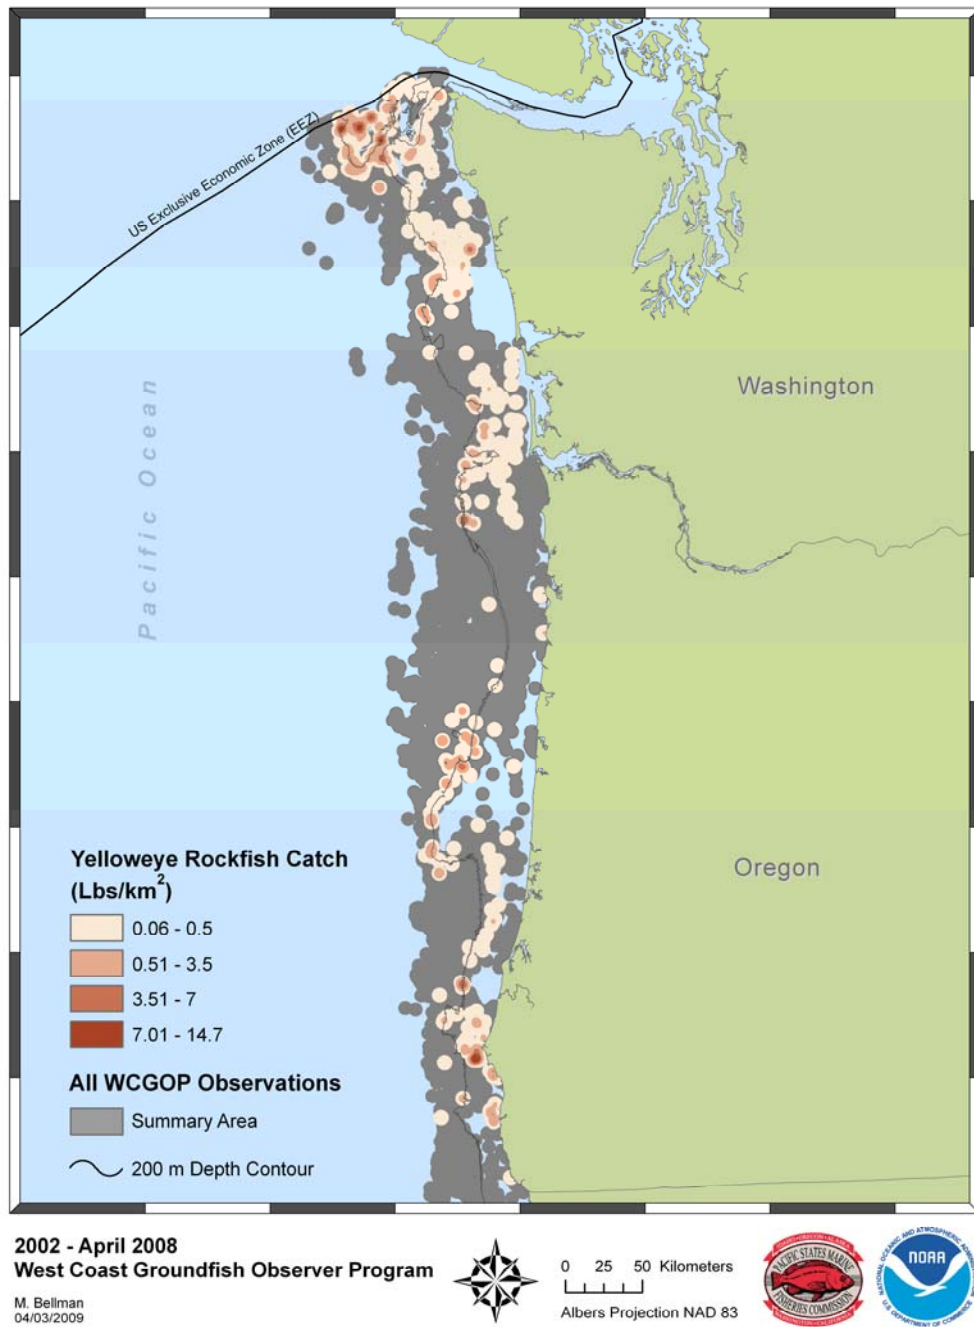 US Exclusive Economic Zone (EEZ)
Washington
Pacific Ocean
Oregon
Yelloweye Rockfish Catch
(Lbs/km²)
0.06 - 0.5
0.51 - 3.5
3.51 - 7
7.01 - 14.7
All WCGOP Observations
Summary Area
200 m Depth Contour
2002 - April 2008
West Coast Groundfish Observer Program
M. Bellman
04/03/2009
0 25 50 Kilometers
Albers Projection NAD 83
PACIFIC STATES MARINE
FISHERIES COMMISSION
NOAA
U.S. DEPARTMENT OF COMMERCE